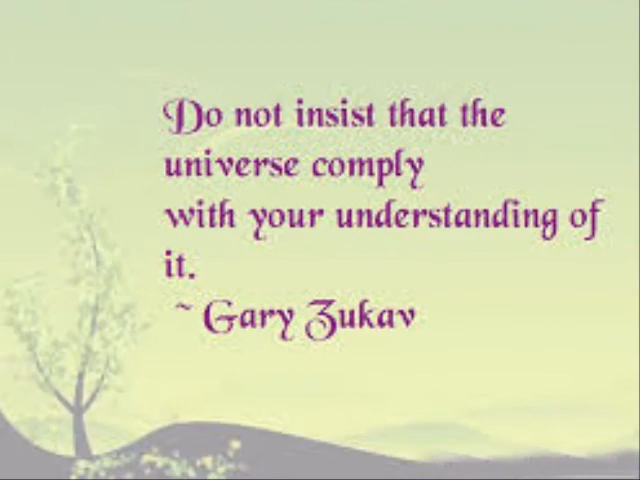 Do not insist that the
universe comply
with your understanding of
it.
~ Gary Zukav